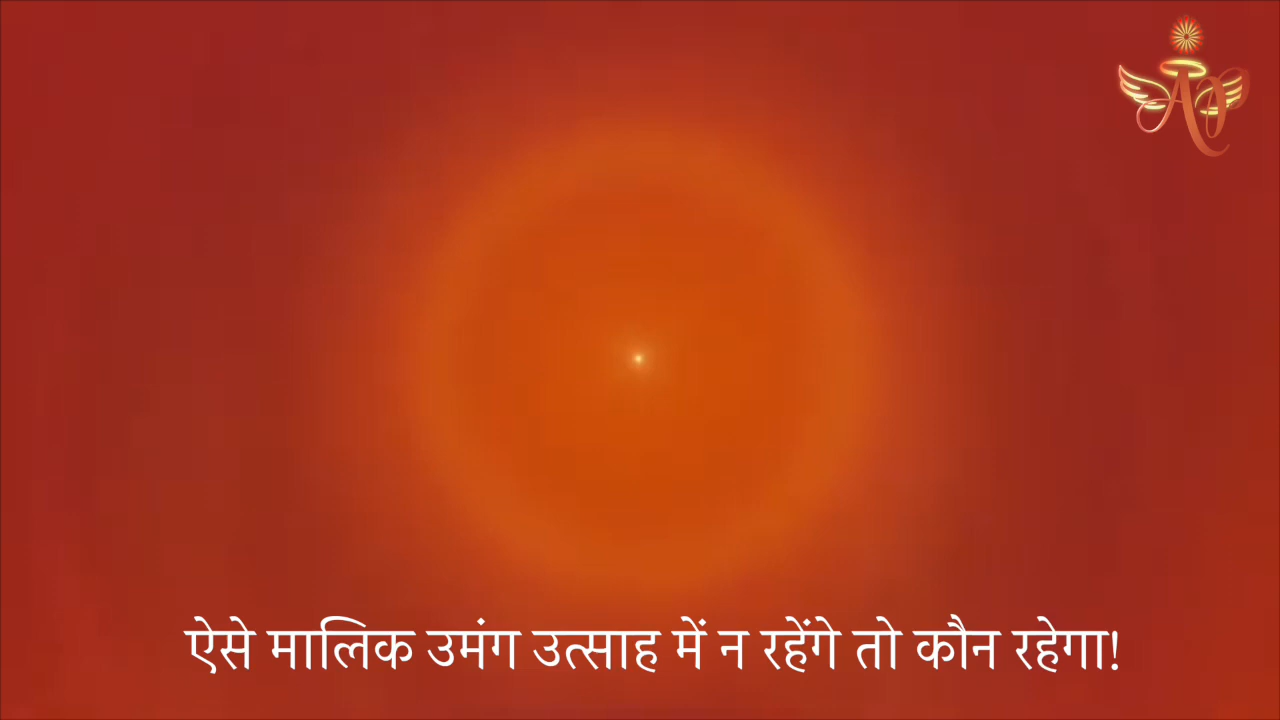 ऐसे मालिक उमंग उत्साह में न रहेंगे तो कौन रहेगा!